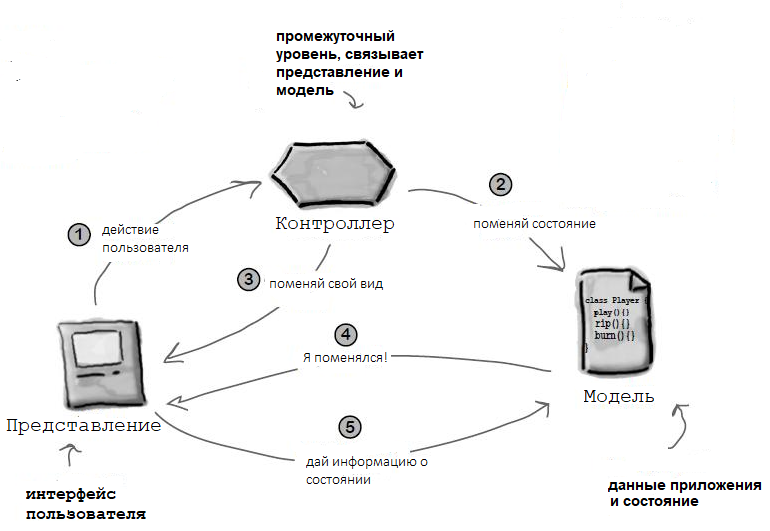 промежуточный
уровень, связывает
представление и
модель
Контроллер
1
действие
пользователя
2
поменяй состояние
3
поменяй свой вид
class Player {
play(){}
rip(){}
burn(){}
}
4
Я поменялся!
Представление
Модель
5
дай информацию о
состоянии
интерфейс
пользователя
данные приложения
и состояние